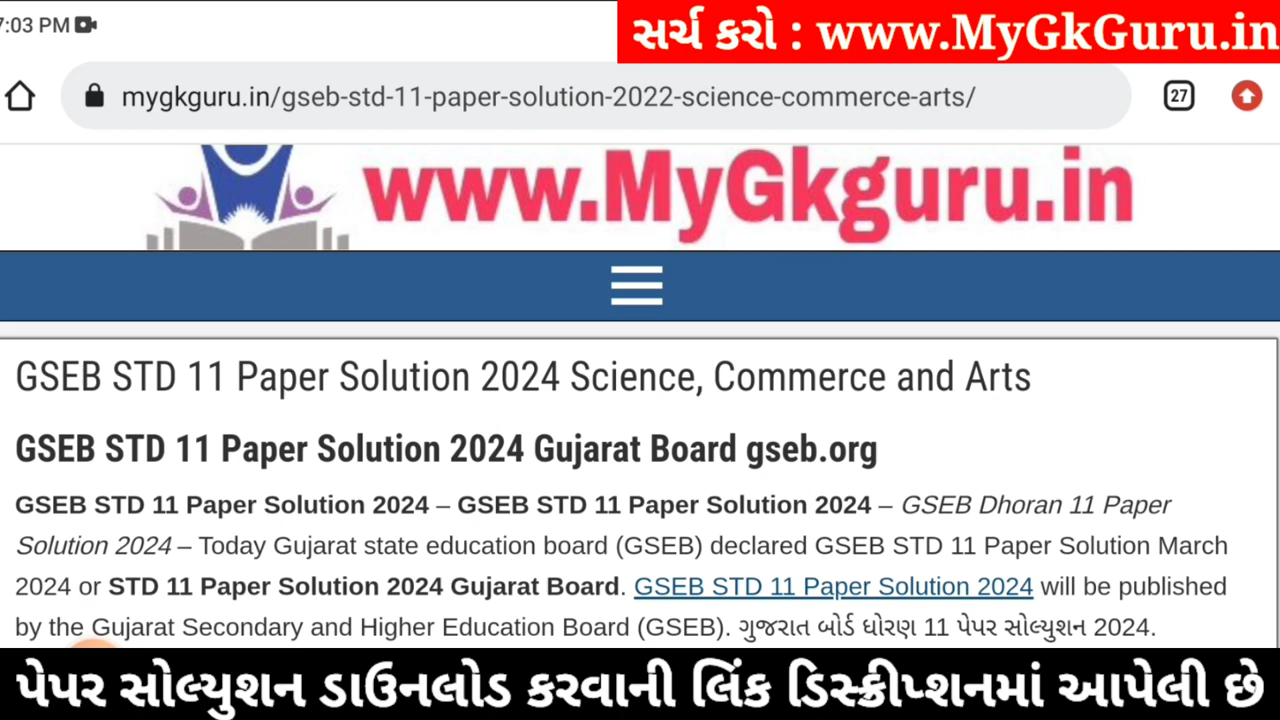 7:03 PM
સર્ચ કરો : www.MyGkGuru.in
mygkguru.in/gseb-std-11-paper-solution-2022-science-commerce-arts/
27
www.MyGkguru.in
GSEB STD 11 Paper Solution 2024 Science, Commerce and Arts
GSEB STD 11 Paper Solution 2024 Gujarat Board gseb.org
GSEB STD 11 Paper Solution 2024 – GSEB STD 11 Paper Solution 2024 – GSEB Dhoran 11 Paper
Solution 2024 – Today Gujarat state education board (GSEB) declared GSEB STD 11 Paper Solution March
2024 or STD 11 Paper Solution 2024 Gujarat Board. GSEB STD 11 Paper Solution 2024 will be published
by the Gujarat Secondary and Higher Education Board (GSEB). ગુજરાત બોર્ડ ધોરણ 11 પેપર સોલ્યુશન 2024.
પેપર સોલ્યુશન ડાઉનલોડ કરવાની લિંક ડિસ્ક્રીપ્શનમાં આપેલી છે